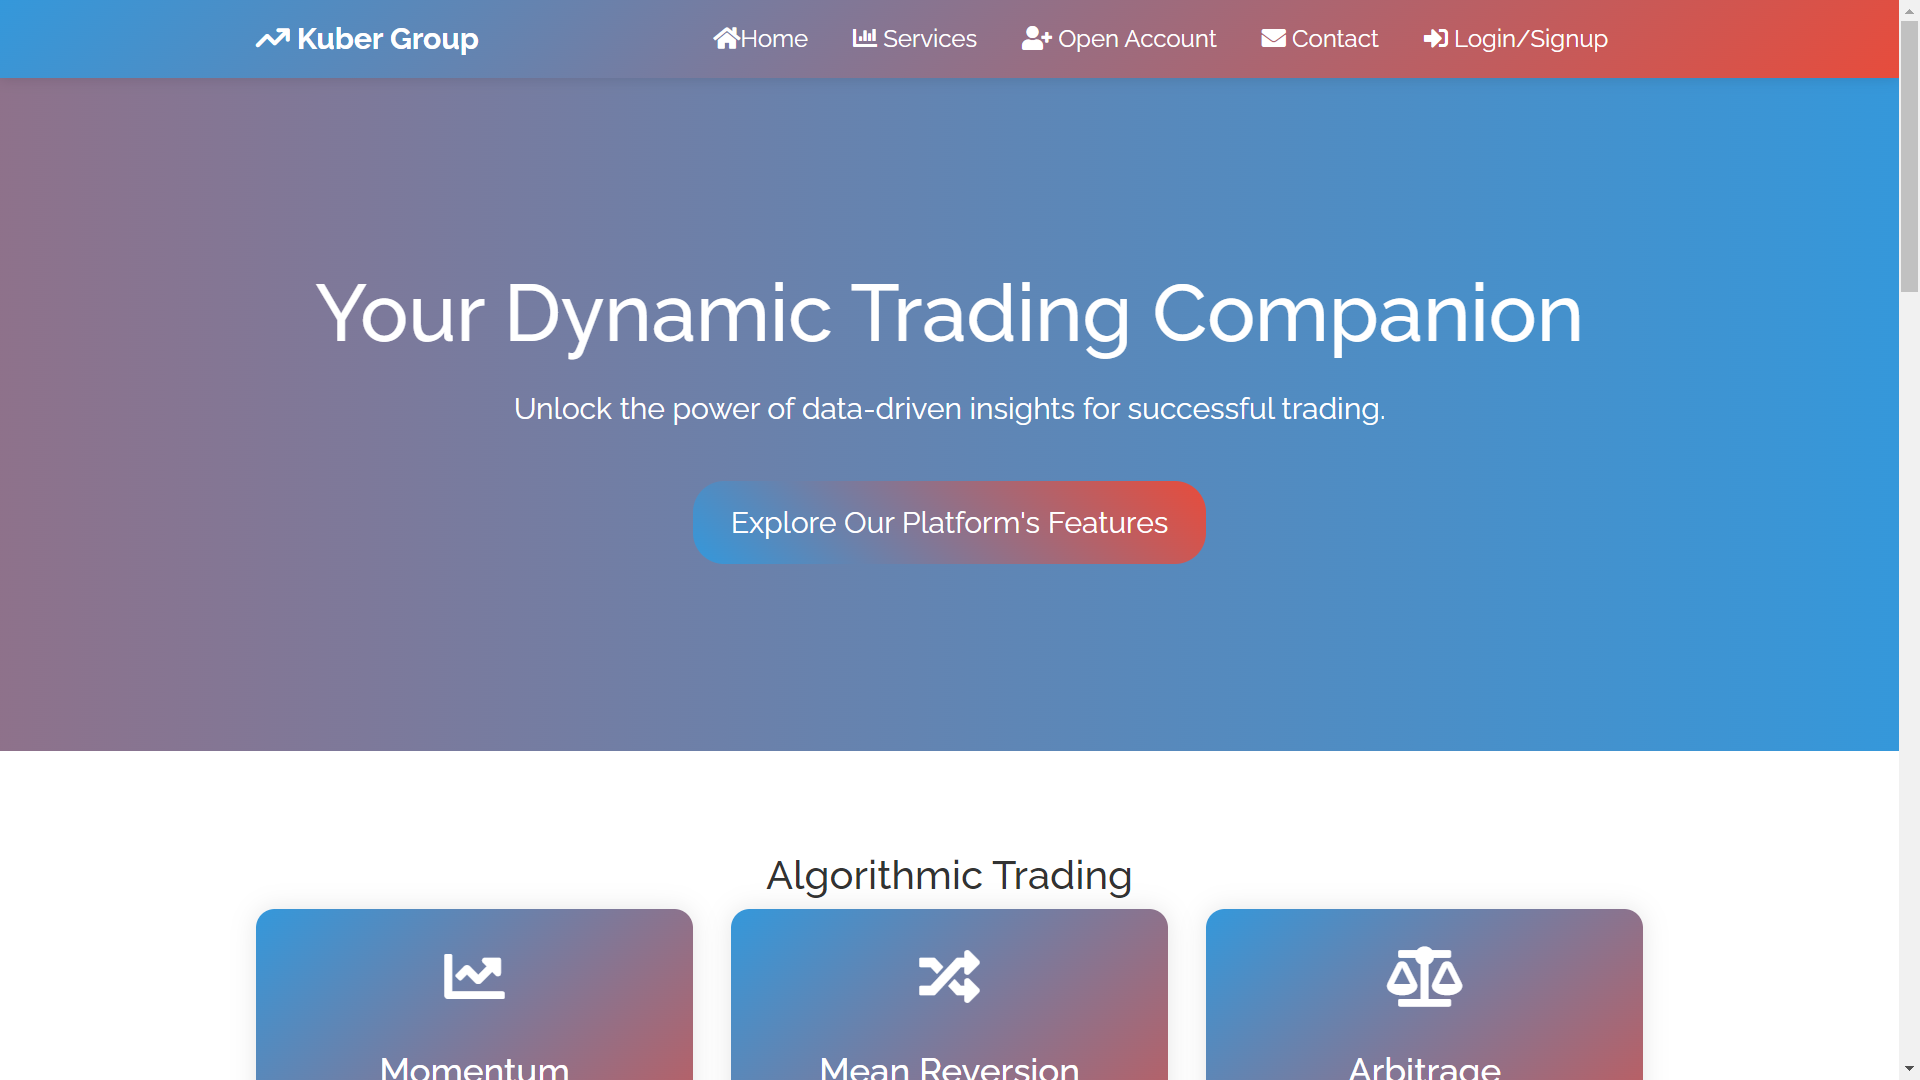 Kuber Group
Home Services Open Account Contact Login/Signup
Your Dynamic Trading Companion
Unlock the power of data-driven insights for successful trading.
Explore Our Platform's Features
Algorithmic Trading
Momentum
Mean Reversion
Arbitrage